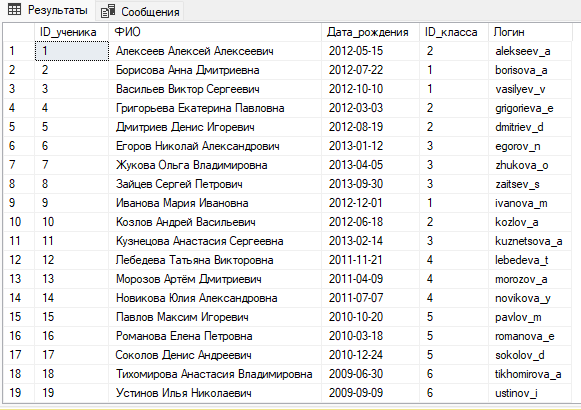 Результаты Сообщения
ID_ученика ФИО Дата_рождения ID_класса Логин
1 1 Алексеев Алексей Алексеевич 2012-05-15 2 alekseev_a
2 2 Борисова Анна Дмитриевна 2012-07-22 1 borisova_a
3 3 Васильев Виктор Сергеевич 2012-10-10 1 vasilyev_v
4 4 Григорьева Екатерина Павловна 2012-03-03 2 grigorieva_e
5 5 Дмитриев Денис Игоревич 2012-08-19 2 dmitriev_d
6 6 Егоров Николай Александрович 2013-01-12 3 egorov_n
7 7 Жукова Ольга Владимировна 2013-04-05 3 zhukova_o
8 8 Зайцев Сергей Петрович 2013-09-30 3 zaitsev_s
9 9 Иванова Мария Ивановна 2012-12-01 1 ivanova_m
10 10 Козлов Андрей Васильевич 2012-06-18 2 kozlov_a
11 11 Кузнецова Анастасия Сергеевна 2013-02-14 3 kuznetsova_a
12 12 Лебедева Татьяна Викторовна 2011-11-21 4 lebedeva_t
13 13 Морозов Артём Дмитриевич 2011-04-09 4 morozov_a
14 14 Новикова Юлия Александровна 2011-07-07 4 novikova_y
15 15 Павлов Максим Игоревич 2010-10-20 5 pavlov_m
16 16 Романова Елена Петровна 2010-03-18 5 romanova_e
17 17 Соколов Денис Андреевич 2010-12-24 5 sokolov_d
18 18 Тихомирова Анастасия Владимировна 2009-06-30 6 tikhomirova_a
19 19 Устинов Илья Николаевич 2009-09-09 6 ustinov_i